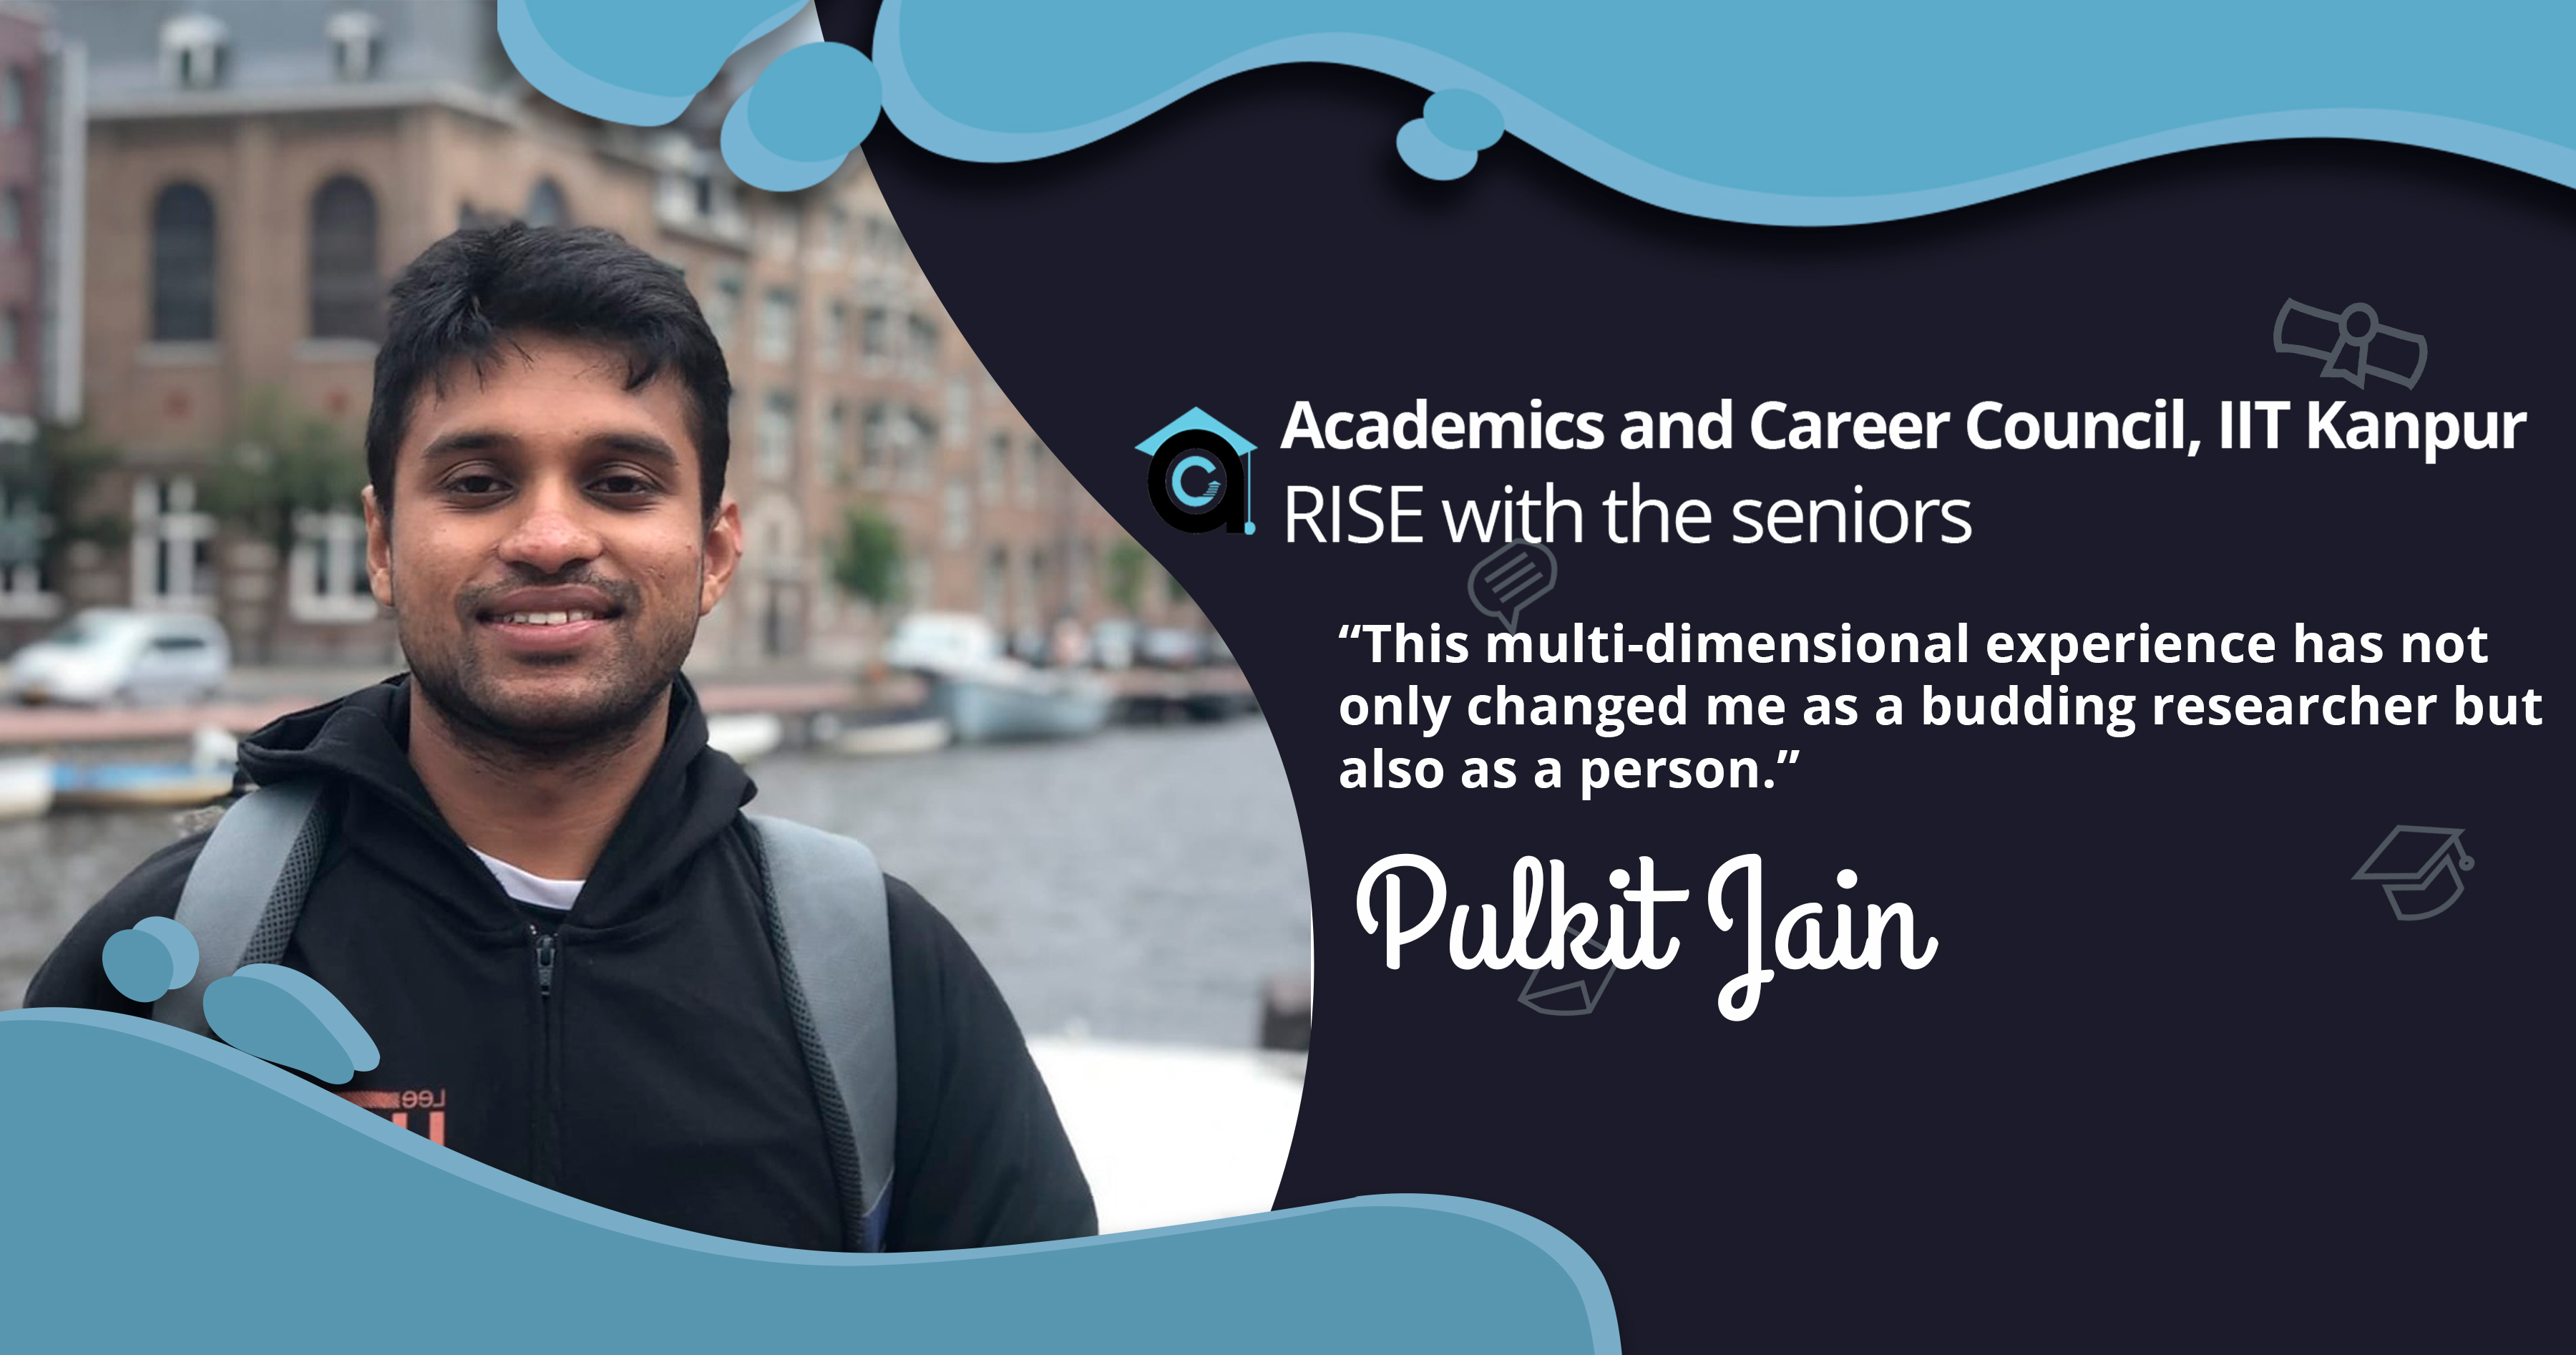 Academics and Career Council, IIT Kanpur
RISE with the seniors
“This multi-dimensional experience has not
only changed me as a budding researcher but
also as a person.”
Pulkit Jain
Lee